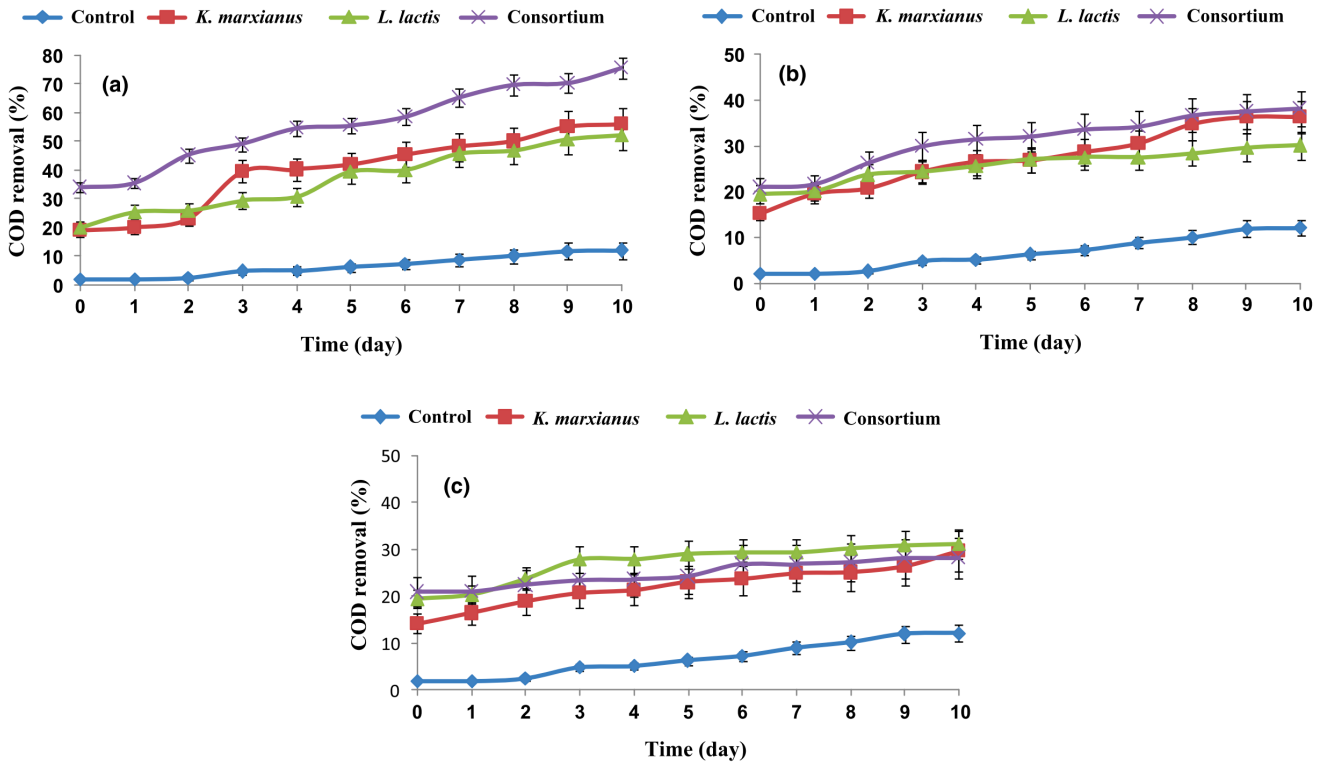 Control K. marxianus L. lactis Consortium
(a)
COD removal (%)
80
70
60
50
40
30
20
10
0
0 1 2 3 4 5 6 7 8 9 10
Time (day)
Control K. marxianus L. lactis Consortium
(b)
COD removal (%)
50
40
30
20
10
0
0 1 2 3 4 5 6 7 8 9 10
Time (day)
Control K. marxianus L. lactis Consortium
(c)
COD removal (%)
50
40
30
20
10
0
0 1 2 3 4 5 6 7 8 9 10
Time (day)